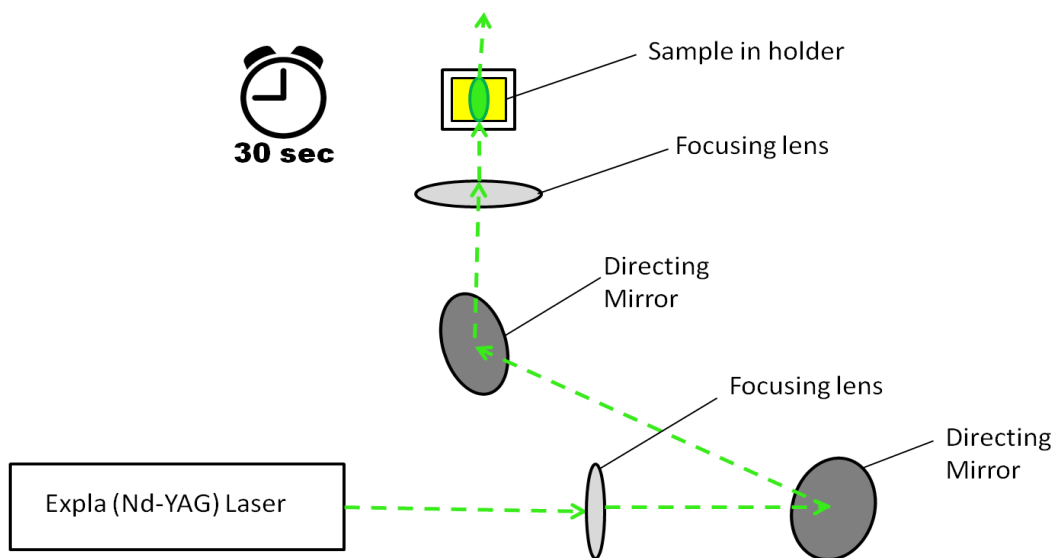 Sample in holder
30 sec
Focusing lens
Directing
Mirror
Focusing lens
Directing
Mirror
Expla (Nd-YAG) Laser